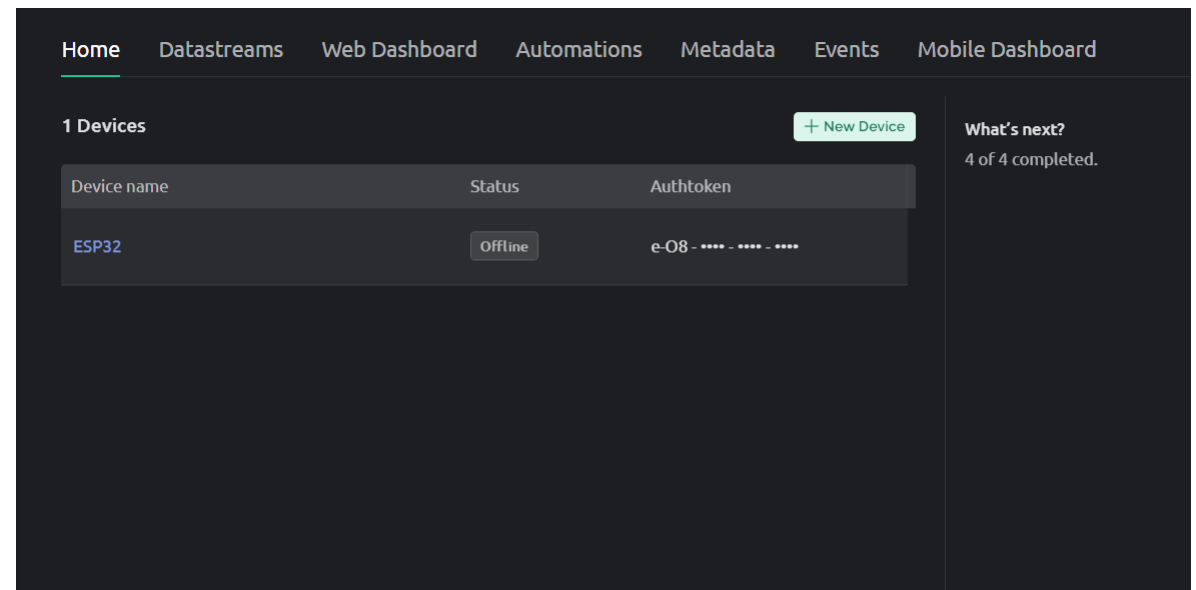 Home Datastreams Web Dashboard Automations Metadata Events Mobile Dashboard
1 Devices
+ New Device
Device name Status Authtoken
ESP32 Offline e-O8 - •••• - •••• - ••••
What's next?
4 of 4 completed.